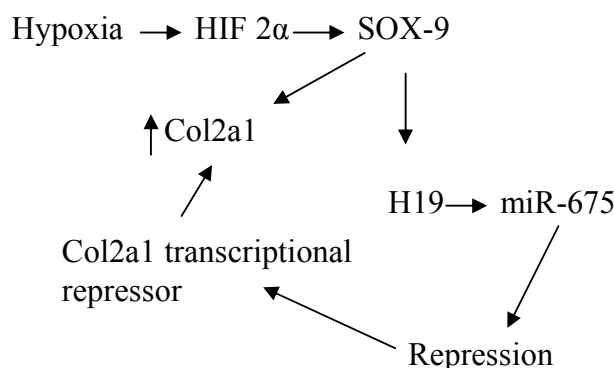 Hypoxia HIF 2α SOX-9
Col2a1
H19 miR-675
Col2a1 transcriptional
repressor
Repression